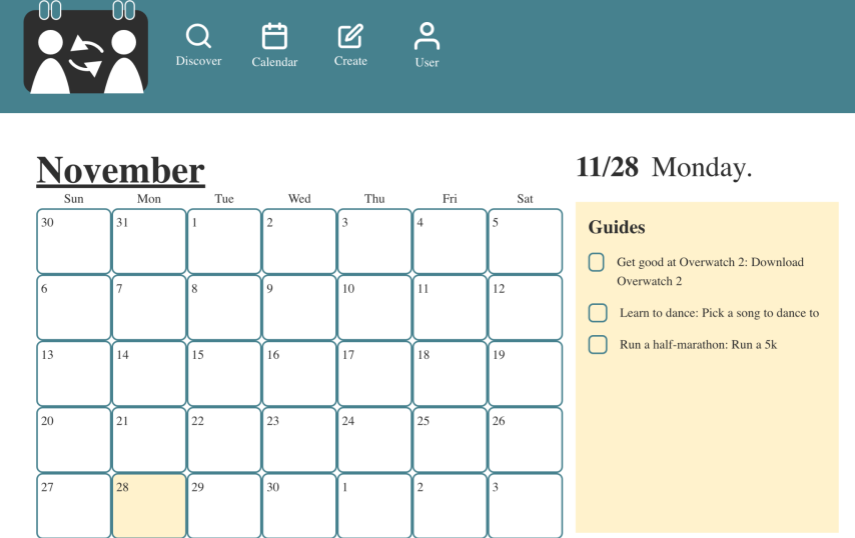 Discover Calendar Create User
November
11/28 Monday.
Sun Mon Tue Wed Thu Fri Sat
30 31 1 2 3 4 5
6 7 8 9 10 11 12
13 14 15 16 17 18 19
20 21 22 23 24 25 26
27 28 29 30 1 2 3
Guides
Get good at Overwatch 2: Download
Overwatch 2
Learn to dance: Pick a song to dance to
Run a half-marathon: Run a 5k